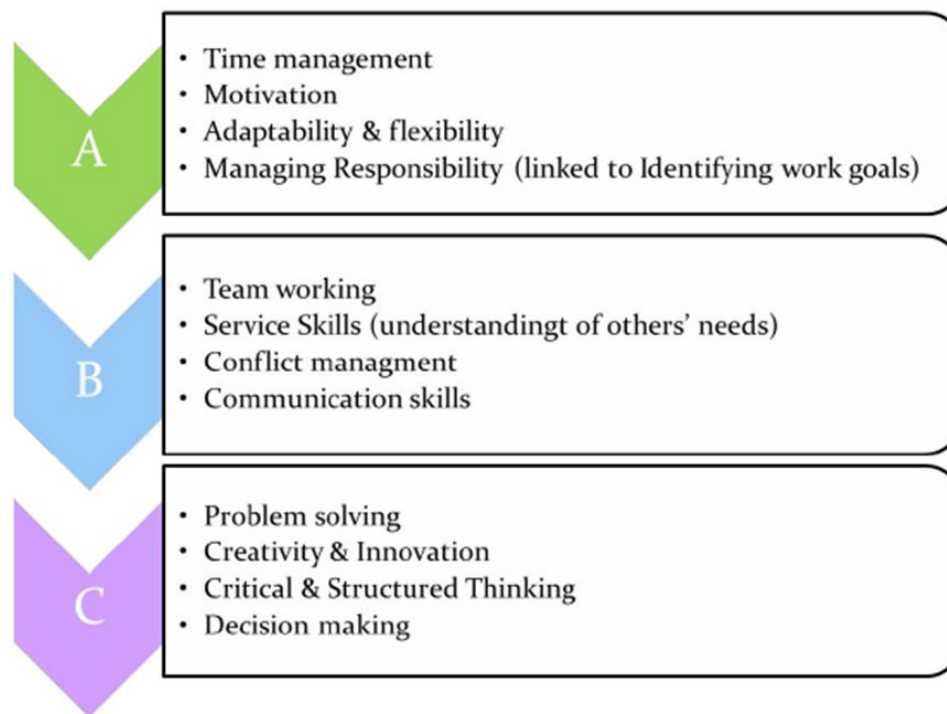 A
• Time management
• Motivation
• Adaptability & flexibility
• Managing Responsibility (linked to Identifying work goals)
B
• Team working
• Service Skills (understandingt of others’ needs)
• Conflict managment
• Communication skills
C
• Problem solving
• Creativity & Innovation
• Critical & Structured Thinking
• Decision making